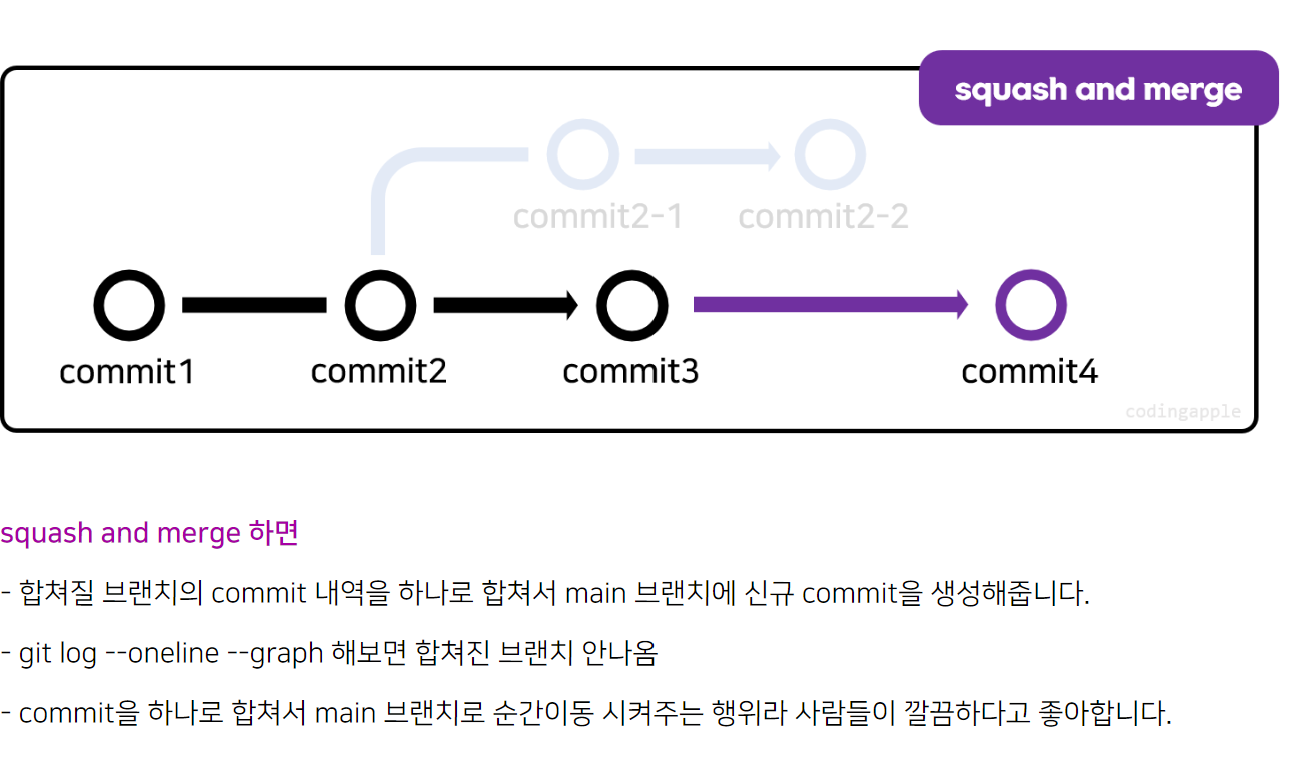 squash and merge
commit2-1
commit2-2
commit1
commit2
commit3
commit4
codingapple
squash and merge 하면
- 합쳐질 브랜치의 commit 내역을 하나로 합쳐서 main 브랜치에 신규 commit을 생성해줍니다.
- git log --oneline --graph 해보면 합쳐진 브랜치 안나옴
- commit을 하나로 합쳐서 main 브랜치로 순간이동 시켜주는 행위라 사람들이 깔끔하다고 좋아합니다.